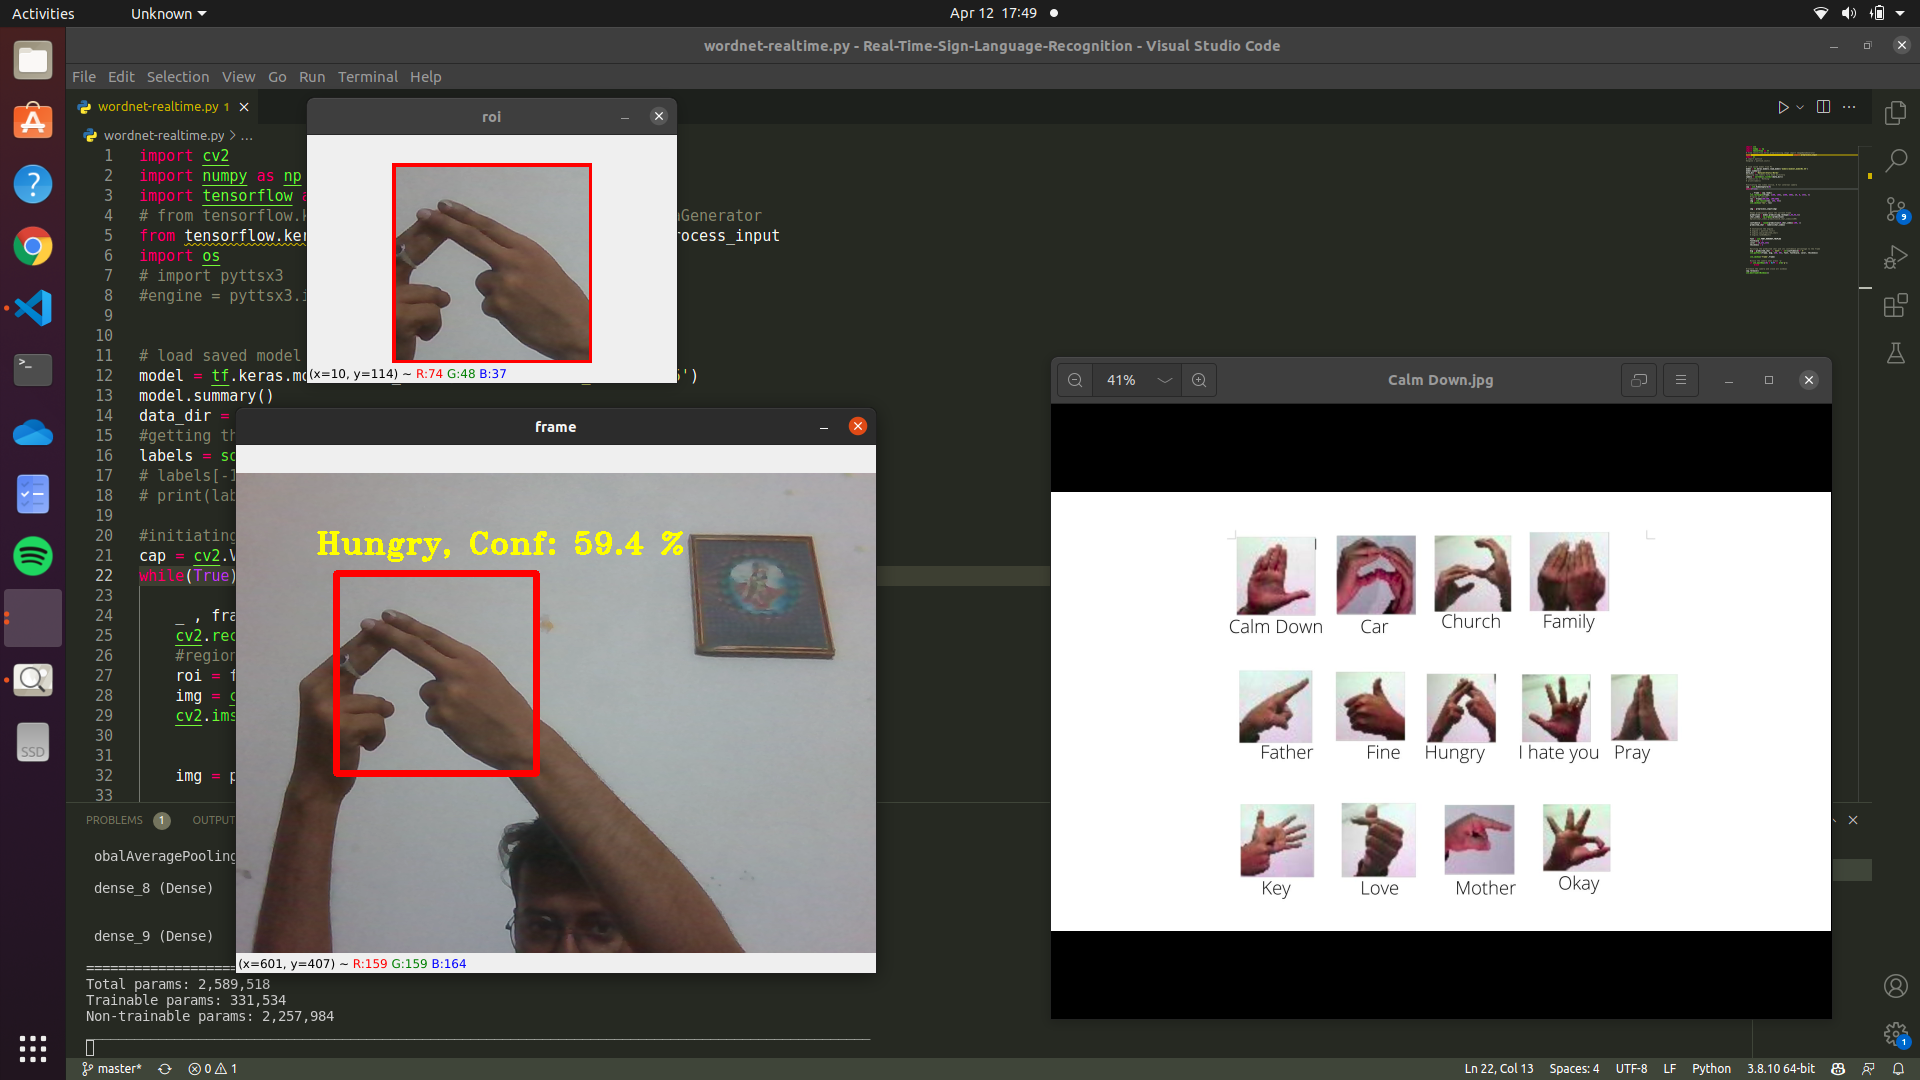 Activities
Unknown
Apr 12 17:49
wordnet-realtime.py - Real-Time-Sign-Language-Recognition - Visual Studio Code
File Edit Selection View Go Run Terminal Help
wordnet-realtime.py 1
wordnet-realtime.py > ...
1 import cv2
2 import numpy as np
3 import tensorflow
4 # from tensorflow.k
aGenerator
5 from tensorflow.ker
rocess_input
6 import os
7 # import pyttsx3
8 #engine = pyttsx3.i
9
10
11 # load saved model
12 model = tf.keras.mo
')
13 model.summary()
14 data_dir =
15 #getting th
16 labels = so
17 # labels[-1
18 # print(lab
19
20 #initiating
21 cap = cv2.V
22 while(True)
23
24 _ , fra
25 cv2.rec
26 #region
27 roi = f
28 img = c
29 cv2.ims
30
31
32 img = p
33
roi
(x=10, y=114) ~ R:74 G:48 B:37
frame
Hungry, Conf: 59.4 %
(x=601, y=407) ~ R:159 G:159 B:164
41%
Calm Down.jpg
Calm Down Car Church Family
Father Fine Hungry I hate you Pray
Key Love Mother Okay
PROBLEMS 1 OUTPUT
obalAveragePooling
dense_8 (Dense)
dense_9 (Dense)
Total params: 2,589,518
Trainable params: 331,534
Non-trainable params: 2,257,984
SSD
9
1
master* 0 1
Ln 22, Col 13 Spaces: 4 UTF-8 LF Python 3.8.10 64-bit